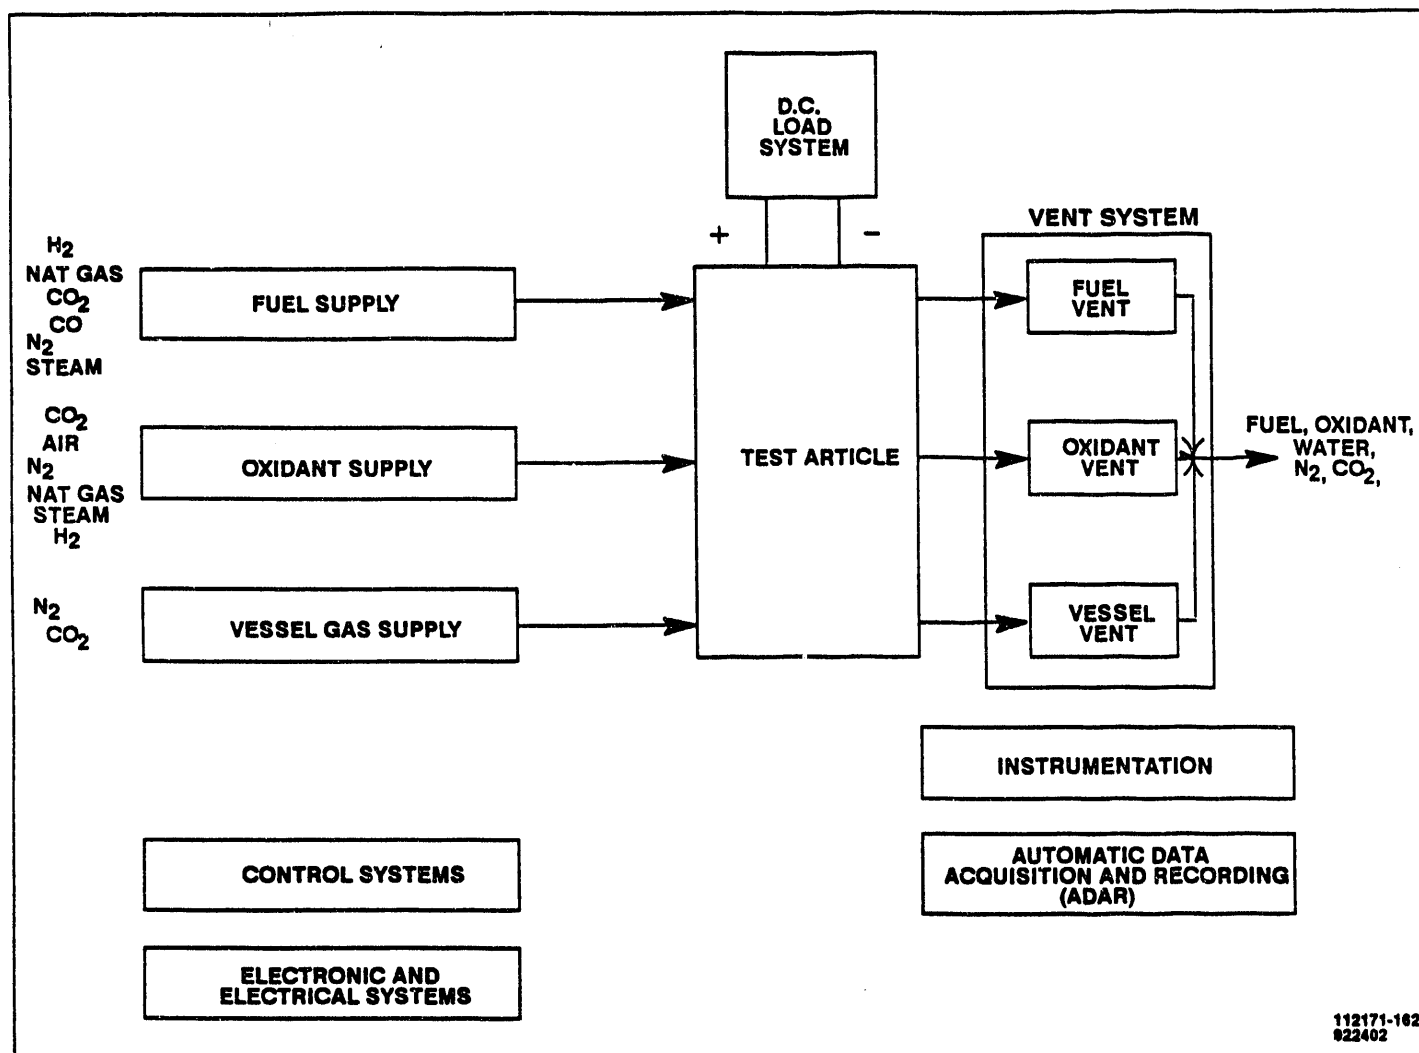 D.C.
LOAD
SYSTEM
+
−
VENT SYSTEM
H2
NAT GAS
CO2
CO
N2
STEAM
FUEL SUPPLY
FUEL
VENT
CO2
AIR
N2
NAT GAS
STEAM
H2
OXIDANT SUPPLY
TEST ARTICLE
OXIDANT
VENT
FUEL, OXIDANT,
WATER,
N2, CO2,
N2
CO2
VESSEL GAS SUPPLY
VESSEL
VENT
INSTRUMENTATION
CONTROL SYSTEMS
AUTOMATIC DATA
ACQUISITION AND RECORDING
(ADAR)
ELECTRONIC AND
ELECTRICAL SYSTEMS
112171-162
922402